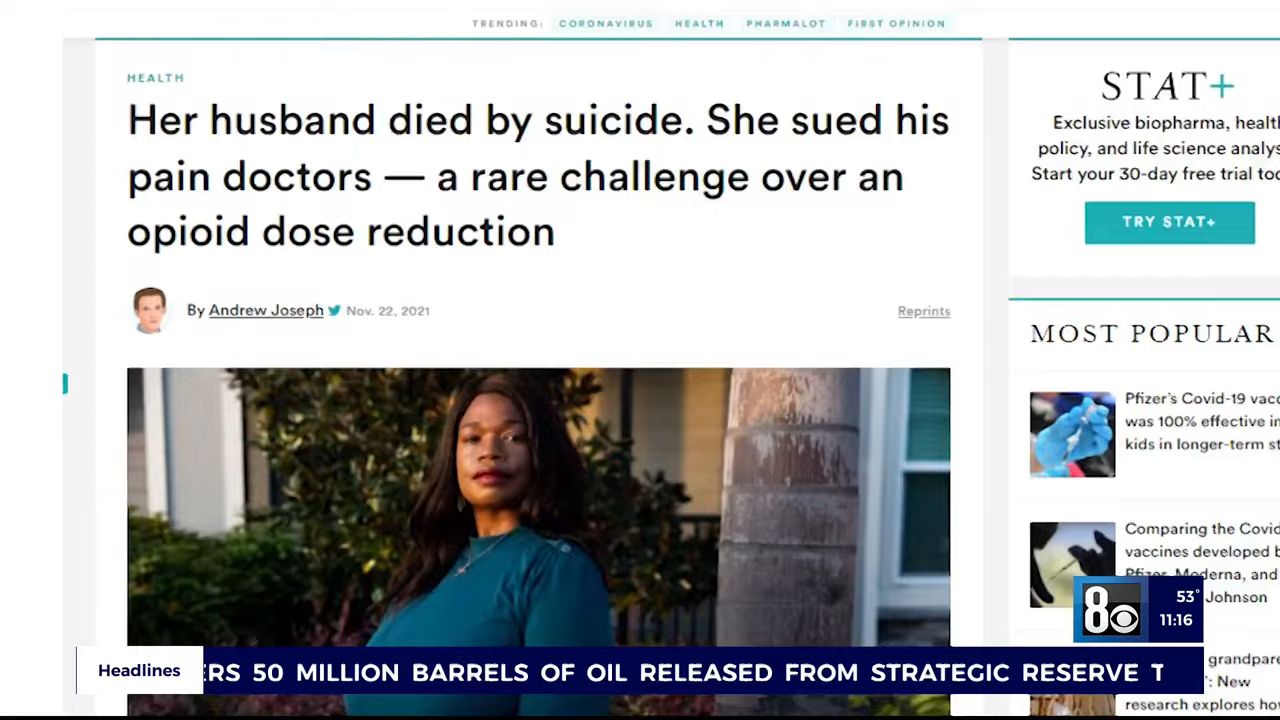 TRENDING: CORONAVIRUS HEALTH PHARMALOT FIRST OPINION
HEALTH
Her husband died by suicide. She sued his
pain doctors — a rare challenge over an
opioid dose reduction
By Andrew Joseph Nov. 22, 2021
Reprints
STAT+
Exclusive biopharma, healt
policy, and life science analys
Start your 30-day free trial to
TRY STAT+
MOST POPULAR
Pfizer's Covid-19 vacc
was 100% effective in
kids in longer-term st
Comparing the Covid
vaccines developed b
Pfizer, Moderna, and
Johnson
grandpare
': New
research explores ho
8
53°
11:16
Headlines
ERS 50 MILLION BARRELS OF OIL RELEASED FROM STRATEGIC RESERVE T